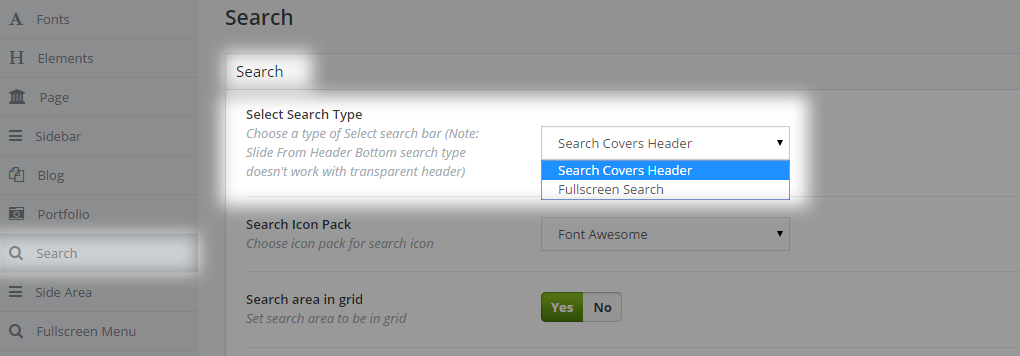 Fonts
Elements
Page
Sidebar
Blog
Portfolio
Search
Side Area
Fullscreen Menu
Search
Search
Select Search Type
Choose a type of Select search bar (Note:
Slide From Header Bottom search type
doesn't work with transparent header)
Search Covers Header
Search Covers Header
Fullscreen Search
Search Icon Pack
Choose icon pack for search icon
Font Awesome
Search area in grid
Set search area to be in grid
Yes No